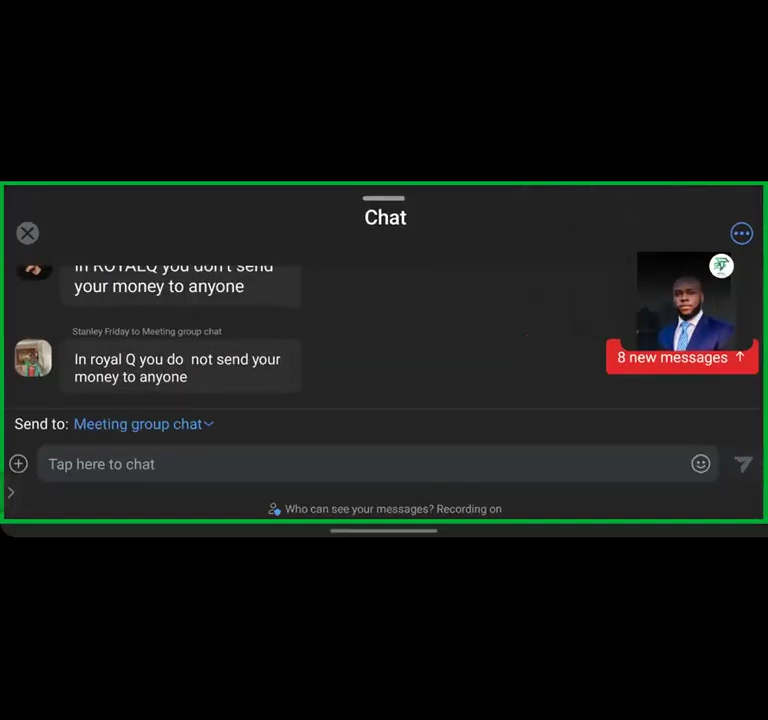 Chat
In ROYALQ you don't send
your money to anyone
Stanley Friday to Meeting group chat
In royal Q you do not send your
money to anyone
8 new messages ↑
Send to: Meeting group chat
Tap here to chat
Who can see your messages? Recording on